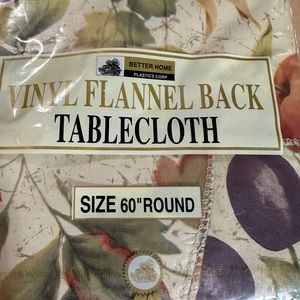 BETTER HOME
PLASTICS CORP
VINYL FLANNEL BACK
TABLECLOTH
SIZE 60" ROUND